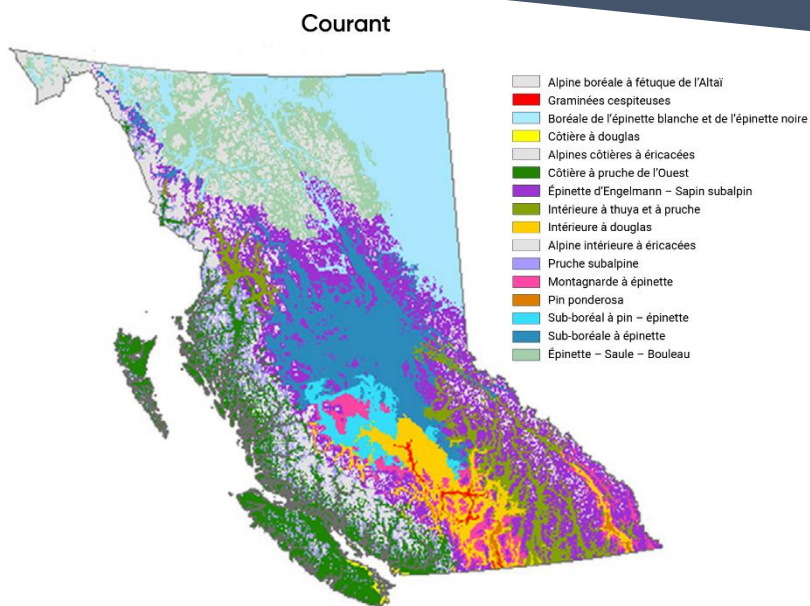 Courant
Alpine boréale à fétuque de l'Altaï
Graminées cespiteuses
Boréale de l'épinette blanche et de l'épinette noire
Côtière à douglas
Alpines côtières à éricacées
Côtière à pruche de l'Ouest
Épinette d'Engelmann – Sapin subalpin
Intérieure à thuya et à pruche
Intérieure à douglas
Alpine intérieure à éricacées
Pruche subalpine
Montagnarde à épinette
Pin ponderosa
Sub-boréal à pin – épinette
Sub-boréale à épinette
Épinette – Saule – Bouleau